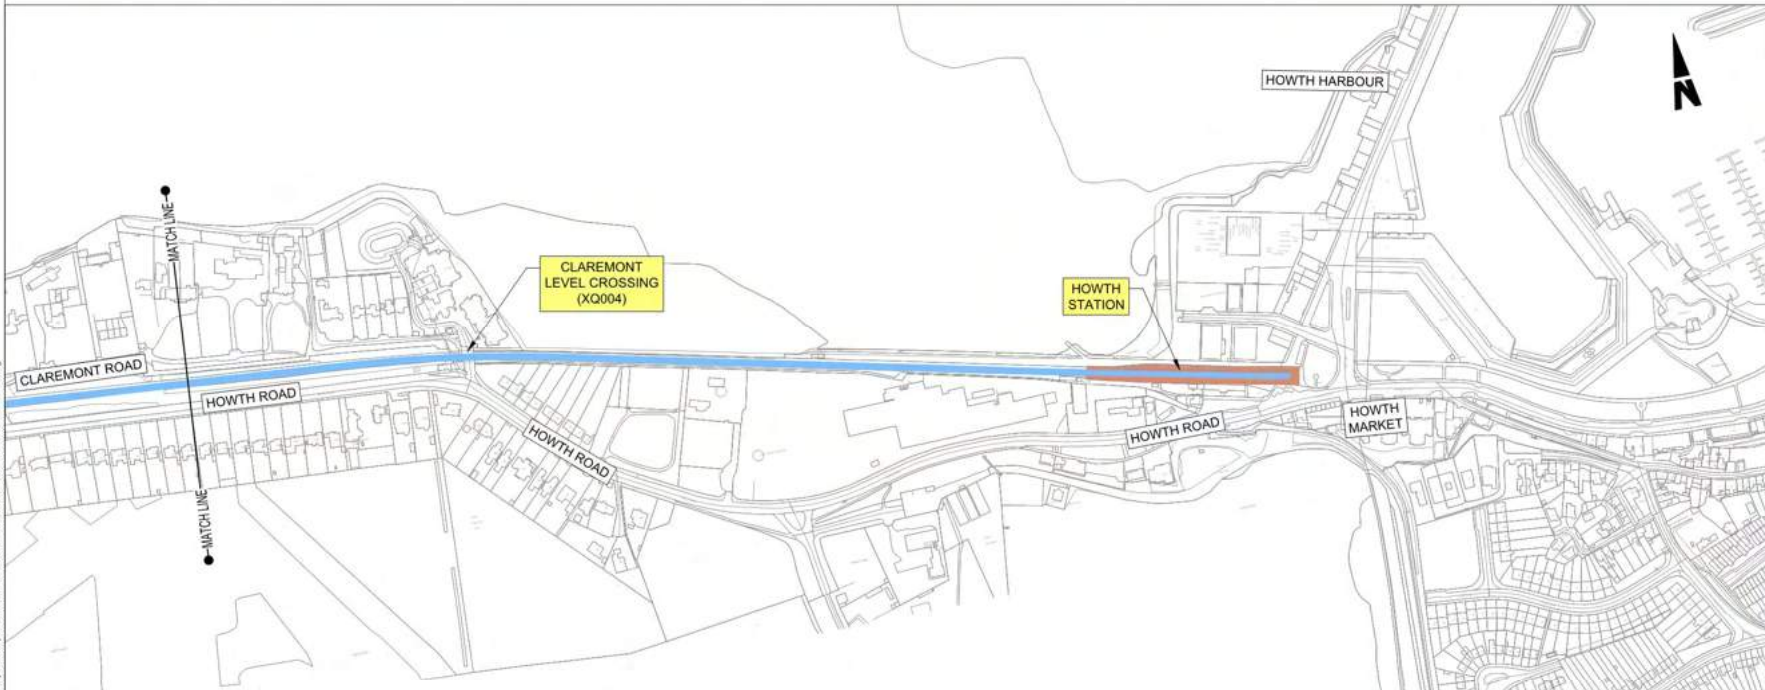 HOWTH HARBOUR
N
MATCH LINE
CLAREMONT
LEVEL CROSSING
(XQ004)
HOWTH
STATION
CLAREMONT ROAD
HOWTH ROAD
HOWTH ROAD
HOWTH ROAD
HOWTH
MARKET
MATCH LINE